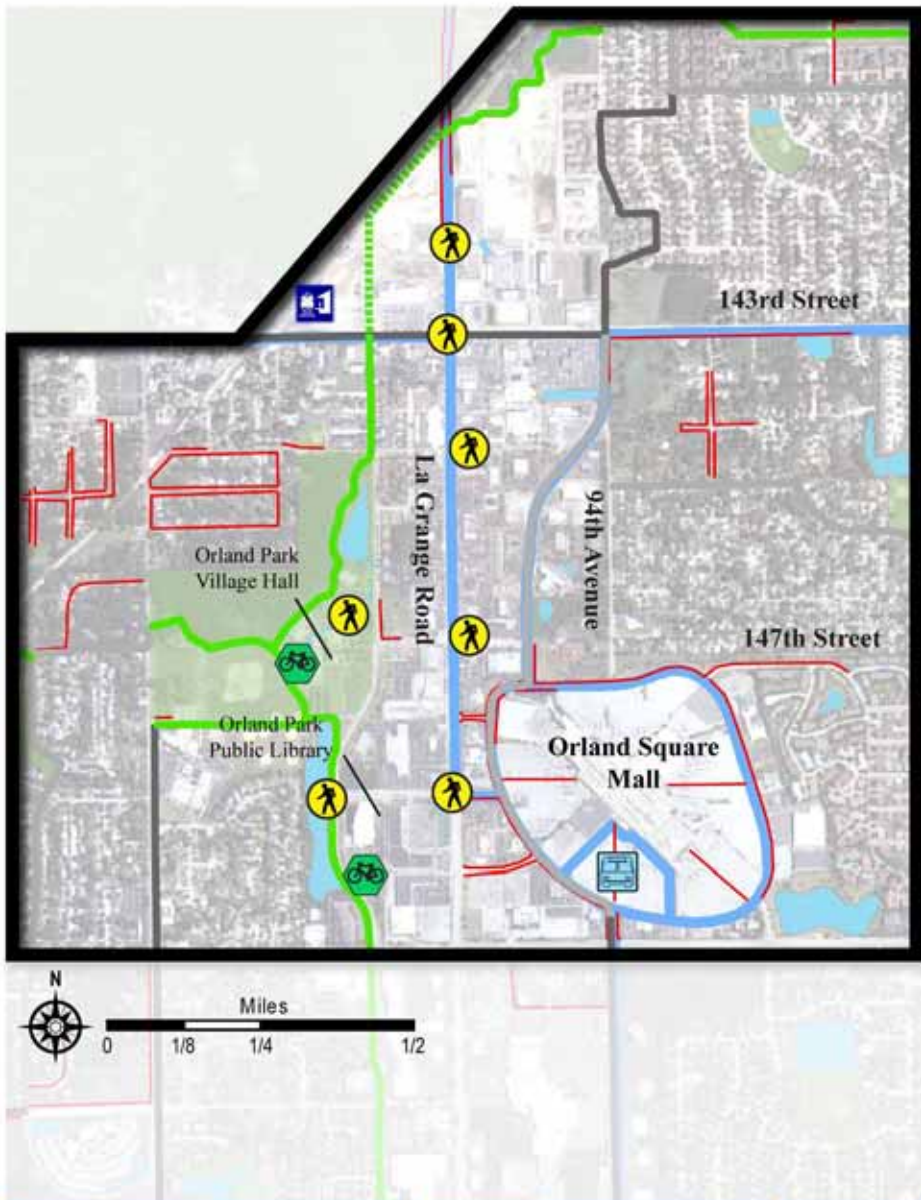 143rd Street
La Grange Road
94th Avenue
Orland Park
Village Hall
147th Street
Orland Park
Public Library
Orland Square
Mall
N
Miles
0 1/8 1/4 1/2